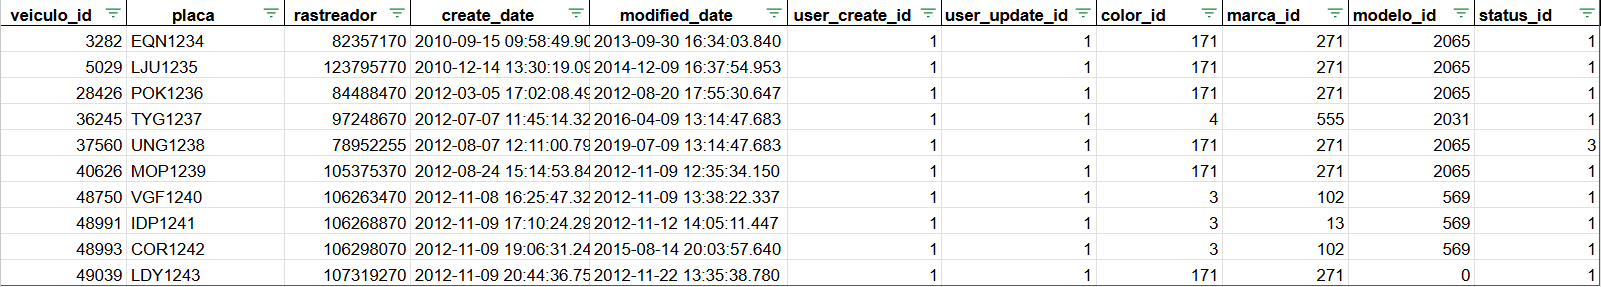 veiculo_id placa rastreador create_date modified_date user_create_id user_update_id color_id marca_id modelo_id status_id
3282 EQN1234 82357170 2010-09-15 09:58:49.90 2013-09-30 16:34:03.840 1 1 171 271 2065 1
5029 LJU1235 123795770 2010-12-14 13:30:19.09 2014-12-09 16:37:54.953 1 1 171 271 2065 1
28426 POK1236 84488470 2012-03-05 17:02:08.49 2012-08-20 17:55:30.647 1 1 171 271 2065 1
36245 TYG1237 97248670 2012-07-07 11:45:14.32 2016-04-09 13:14:47.683 1 1 4 555 2031 1
37560 UNG1238 78952255 2012-08-07 12:11:00.79 2019-07-09 13:14:47.683 1 1 171 271 2065 3
40626 MOP1239 105375370 2012-08-24 15:14:53.84 2012-11-09 12:35:34.150 1 1 171 271 2065 1
48750 VGF1240 106263470 2012-11-08 16:25:47.32 2012-11-09 13:38:22.337 1 1 3 102 569 1
48991 IDP1241 106268870 2012-11-09 17:10:24.29 2012-11-12 14:05:11.447 1 1 3 13 569 1
48993 COR1242 106298070 2012-11-09 19:06:31.24 2015-08-14 20:03:57.640 1 1 3 102 569 1
49039 LDY1243 107319270 2012-11-09 20:44:36.75 2012-11-22 13:35:38.780 1 1 171 271 0 1